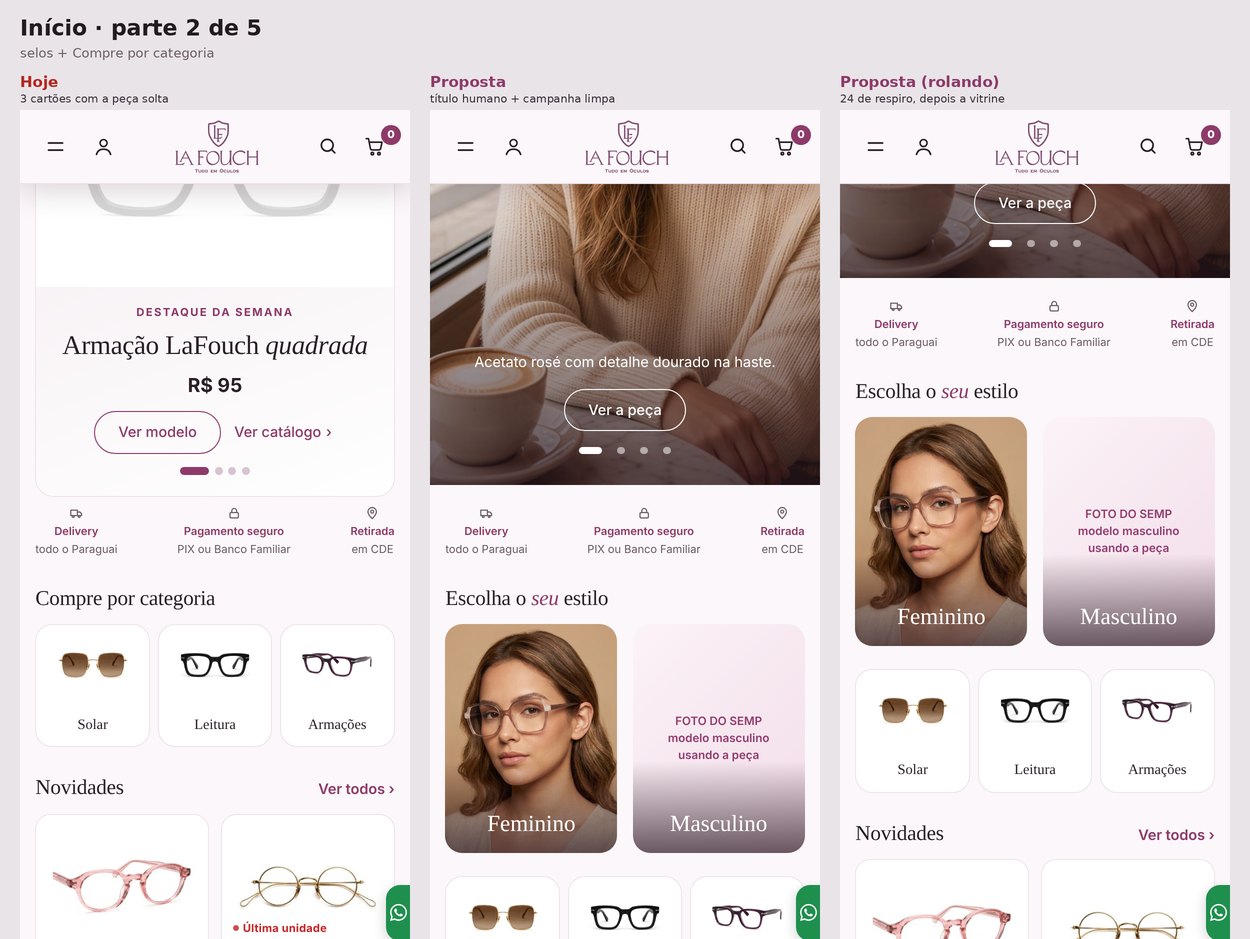 Início · parte 2 de 5
selos + Compre por categoria
Hoje
3 cartões com a peça solta
0
LA FOUCH
TUDO EM ÓCULOS
DESTAQUE DA SEMANA
Armação LaFouch quadrada
R$ 95
Ver modelo
Ver catálogo ›
Delivery
todo o Paraguai
Pagamento seguro
PIX ou Banco Familiar
Retirada
em CDE
Compre por categoria
Solar
Leitura
Armações
Novidades
Ver todos ›
Última unidade
Proposta
título humano + campanha limpa
0
LA FOUCH
TUDO EM ÓCULOS
Acetato rosé com detalhe dourado na haste.
Ver a peça
Delivery
todo o Paraguai
Pagamento seguro
PIX ou Banco Familiar
Retirada
em CDE
Escolha o seu estilo
Feminino
FOTO DO SEMP
modelo masculino
usando a peça
Masculino
Proposta (rolando)
24 de respiro, depois a vitrine
0
LA FOUCH
TUDO EM ÓCULOS
Ver a peça
Delivery
todo o Paraguai
Pagamento seguro
PIX ou Banco Familiar
Retirada
em CDE
Escolha o seu estilo
Feminino
FOTO DO SEMP
modelo masculino
usando a peça
Masculino
Solar
Leitura
Armações
Novidades
Ver todos ›